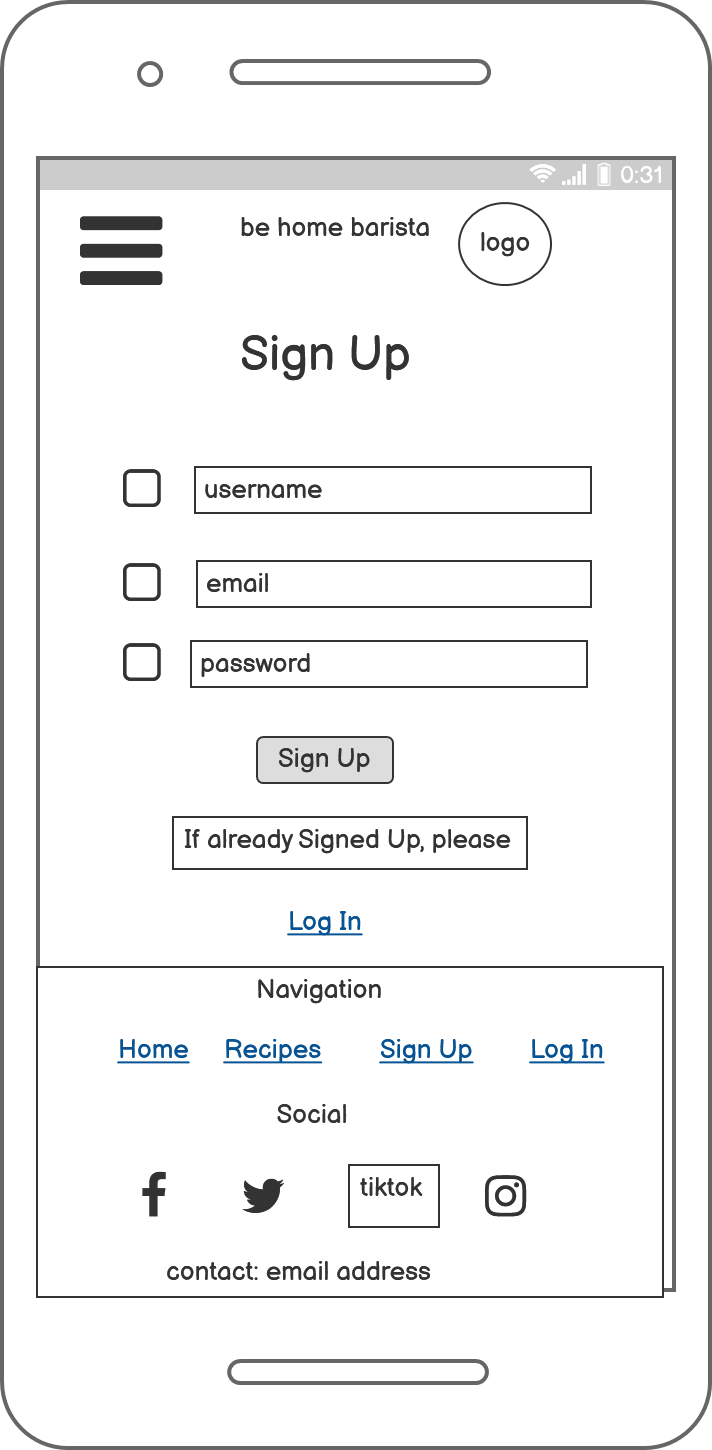 0:31
be home barista
logo
Sign Up
username
email
password
Sign Up
If already Signed Up, please
Log In
Navigation
Home Recipes Sign Up Log In
Social
tiktok
contact: email address